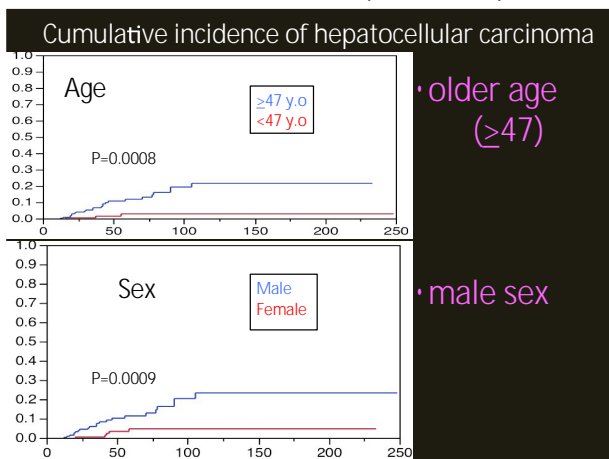 Cumulative incidence of hepatocellular carcinoma
1.0
0.9
0.8
0.7
0.6
0.5
0.4
0.3
0.2
0.1
0.0
Age
≥47 y.o
<47 y.o
P=0.0008
0 50 100 150 200 250
• older age
(≥47)
1.0
0.9
0.8
0.7
0.6
0.5
0.4
0.3
0.2
0.1
0.0
Sex
Male
Female
P=0.0009
0 50 100 150 200 250
• male sex